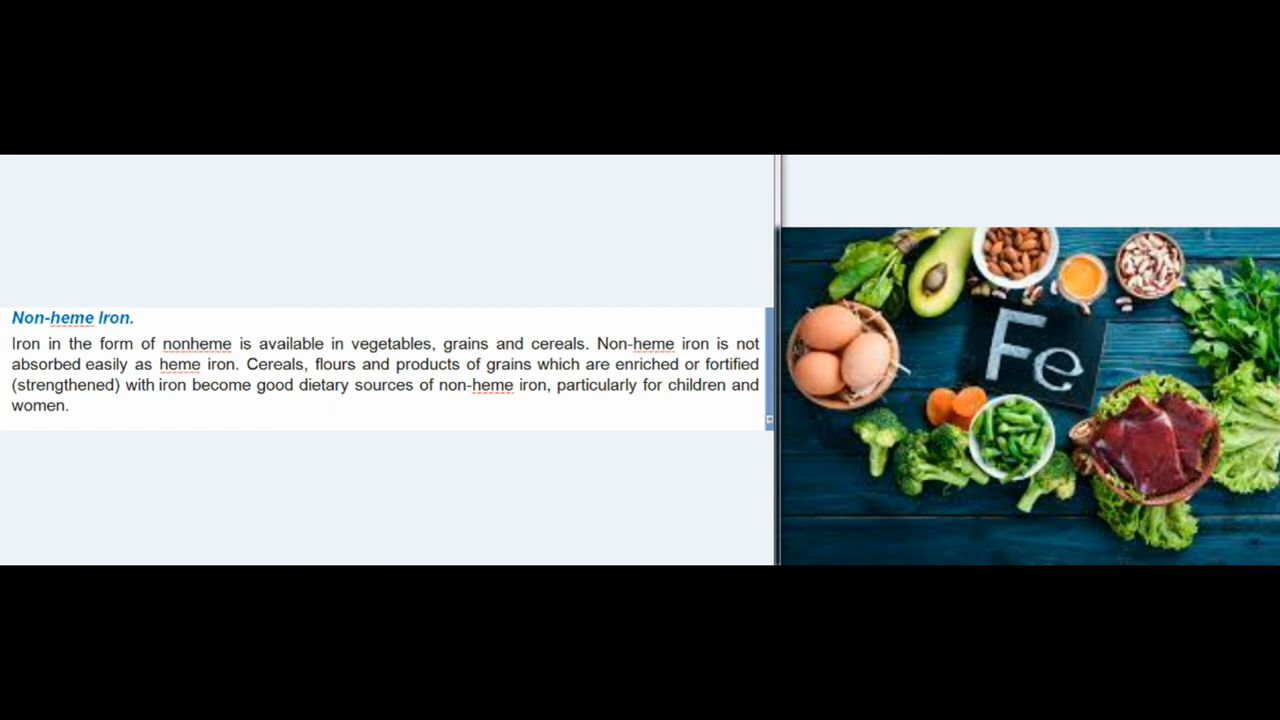 Non-heme Iron.
Iron in the form of nonheme is available in vegetables, grains and cereals. Non-heme iron is not
absorbed easily as heme iron. Cereals, flours and products of grains which are enriched or fortified
(strengthened) with iron become good dietary sources of non-heme iron, particularly for children and
women.
Fe